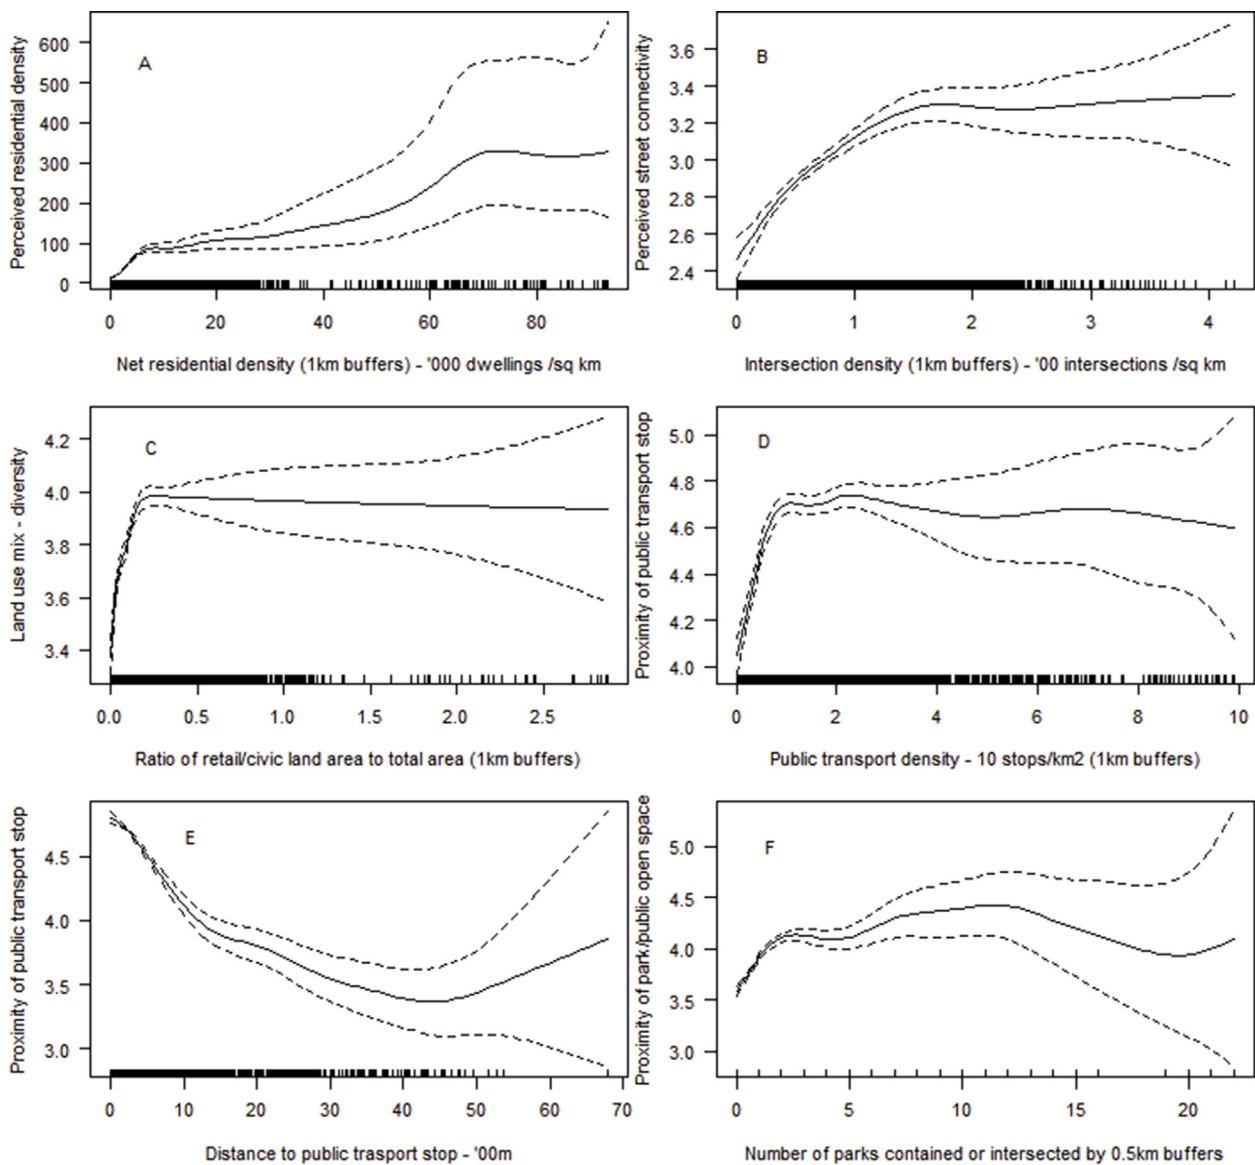 A
Perceived residential density
600
500
400
300
200
100
0
0 20 40 60 80
Net residential density (1km buffers) - '000 dwellings /sq km
B
Perceived street connectivity
3.6
3.4
3.2
3.0
2.8
2.6
2.4
0 1 2 3 4
Intersection density (1km buffers) - '00 intersections /sq km
C
Land use mix - diversity
4.2
4.0
3.8
3.6
3.4
0.0 0.5 1.0 1.5 2.0 2.5
Ratio of retail/civic land area to total area (1km buffers)
D
Proximity of public transport stop
5.0
4.8
4.6
4.4
4.2
4.0
0 2 4 6 8 10
Public transport density - 10 stops/km2 (1km buffers)
E
Proximity of public transport stop
4.5
4.0
3.5
3.0
0 10 20 30 40 50 60 70
Distance to public trasport stop - '00m
F
Proximity of park/public open space
5.0
4.5
4.0
3.5
3.0
0 5 10 15 20
Number of parks contained or intersected by 0.5km buffers